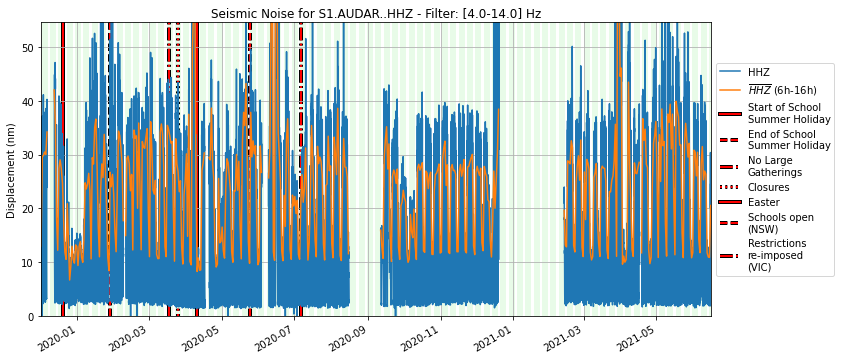 Seismic Noise for S1.AUDAR..HHZ - Filter: [4.0-14.0] Hz
Displacement (nm)
50
40
30
20
10
0
2020-01
2020-03
2020-05
2020-07
2020-09
2020-11
2021-01
2021-03
2021-05
HHZ
HHZ (6h-16h)
Start of School
Summer Holiday
End of School
Summer Holiday
No Large
Gatherings
Closures
Easter
Schools open
(NSW)
Restrictions
re-imposed
(VIC)